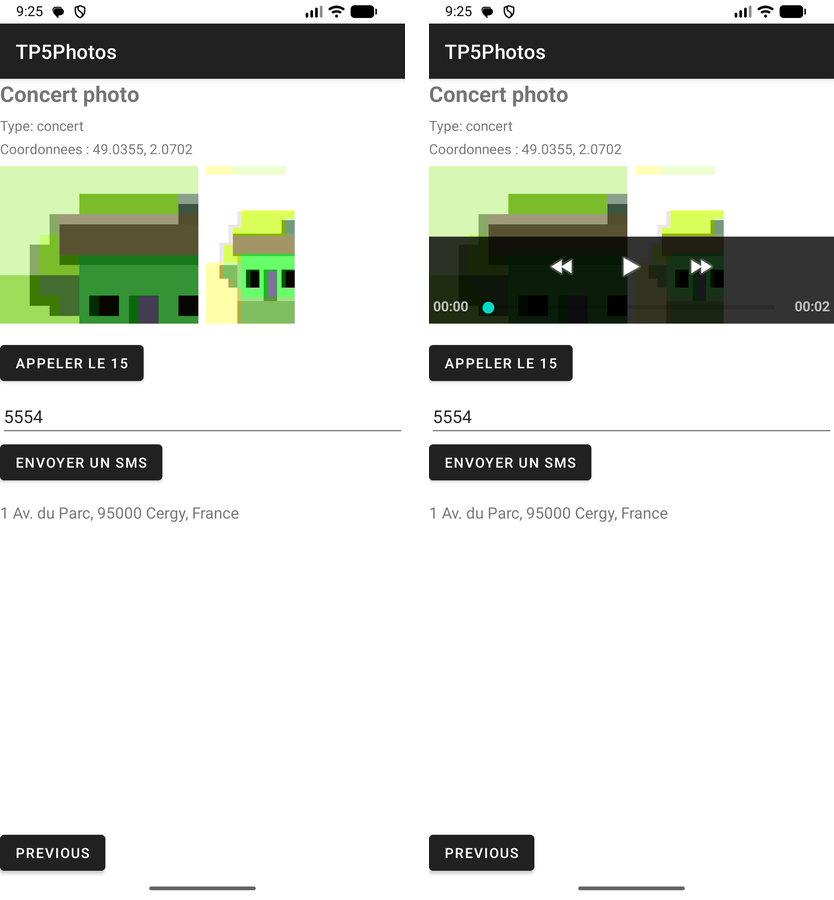 9:25
TP5Photos
Concert photo
Type: concert
Coordonnees : 49.0355, 2.0702
APPELER LE 15
5554
ENVOYER UN SMS
1 Av. du Parc, 95000 Cergy, France
PREVIOUS
9:25
TP5Photos
Concert photo
Type: concert
Coordonnees : 49.0355, 2.0702
00:00 00:02
APPELER LE 15
5554
ENVOYER UN SMS
1 Av. du Parc, 95000 Cergy, France
PREVIOUS